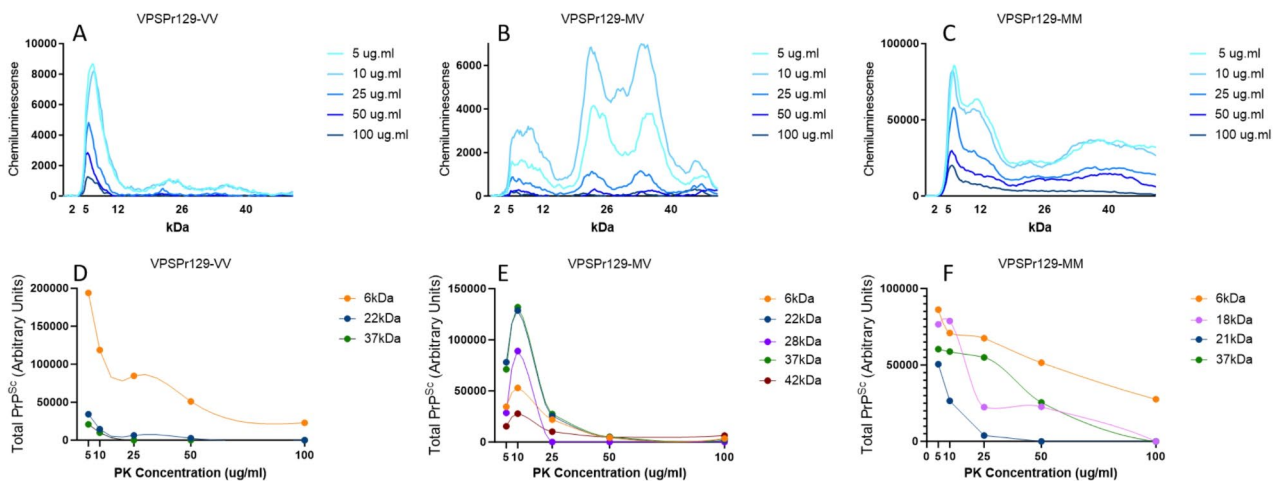 A
VPSPr129-VV
Chemiluminescense
10000
8000
6000
4000
2000
0
2 5 12 26 40
kDa
5 ug.ml
10 ug.ml
25 ug.ml
50 ug.ml
100 ug.ml
B
VPSPr129-MV
Chemiluminescense
6000
4000
2000
0
2 5 12 26 40
kDa
5 ug.ml
10 ug.ml
25 ug.ml
50 ug.ml
100 ug.ml
C
VPSPr129-MM
Chemiluminescense
100000
50000
0
2 5 12 26 40
kDa
5 ug.ml
10 ug.ml
25 ug.ml
50 ug.ml
100 ug.ml
D
VPSPr129-VV
Total PrPSc (Arbitrary Units)
200000
150000
100000
50000
0
5 10 25 50 100
PK Concentration (ug/ml)
6kDa
22kDa
37kDa
E
VPSPr129-MV
Total PrPSc (Arbitrary Units)
150000
100000
50000
0
5 10 25 50 100
PK Concentration (ug/ml)
6kDa
22kDa
28kDa
37kDa
42kDa
F
VPSPr129-MM
Total PrPSc (Arbitrary Units)
100000
50000
0
0 5 10 25 50 100
PK Concentration (ug/ml)
6kDa
18kDa
21kDa
37kDa